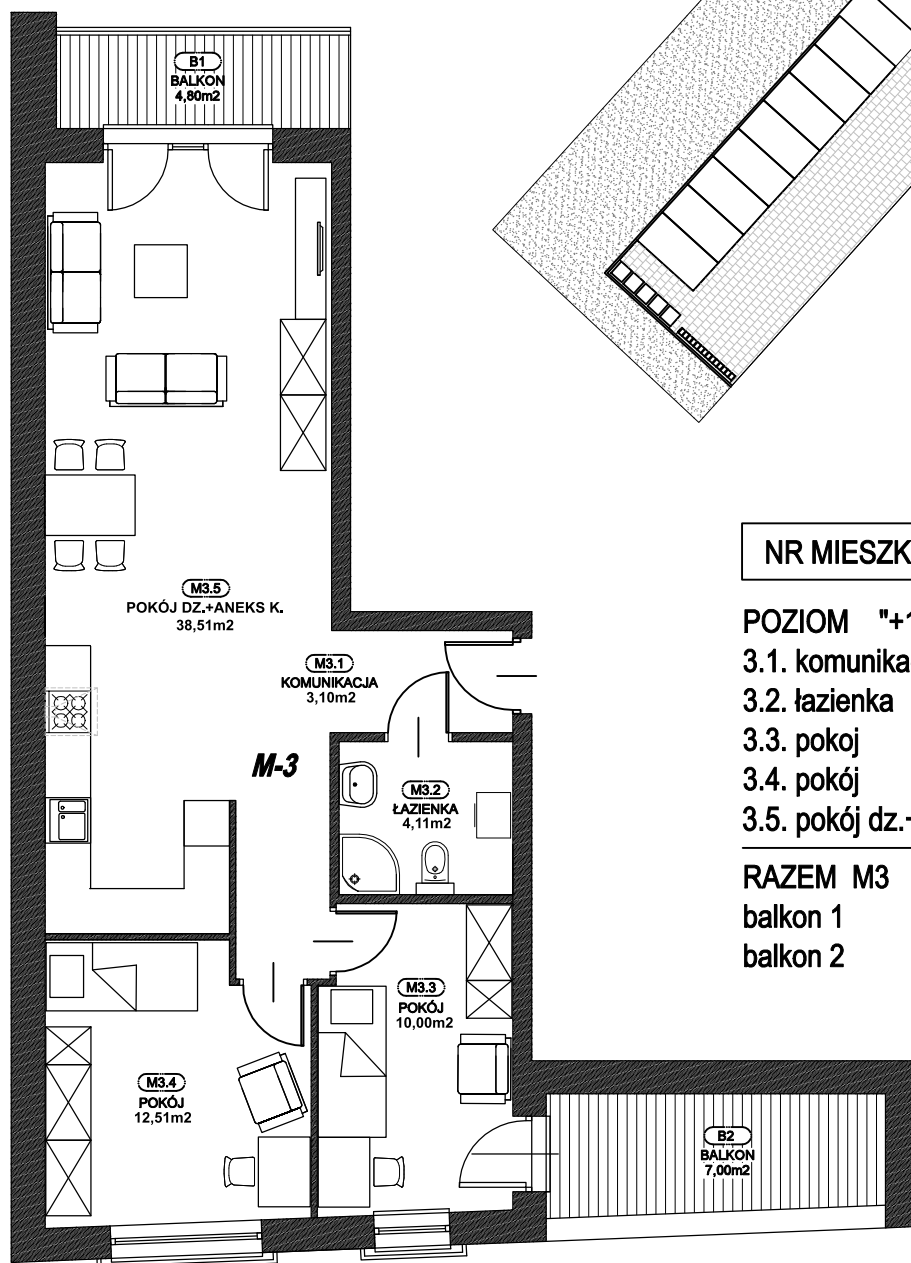 B1
BALKON
4,80m2
M3.5
POKÓJ DZ.+ANEKS K.
38,51m2
M3.1
KOMUNIKACJA
3,10m2
M-3
M3.2
ŁAZIENKA
4,11m2
M3.3
POKÓJ
10,00m2
M3.4
POKÓJ
12,51m2
B2
BALKON
7,00m2
NR MIESZK
POZIOM "+1
3.1. komunika
3.2. łazienka
3.3. pokoj
3.4. pokój
3.5. pokój dz.+
RAZEM M3
balkon 1
balkon 2